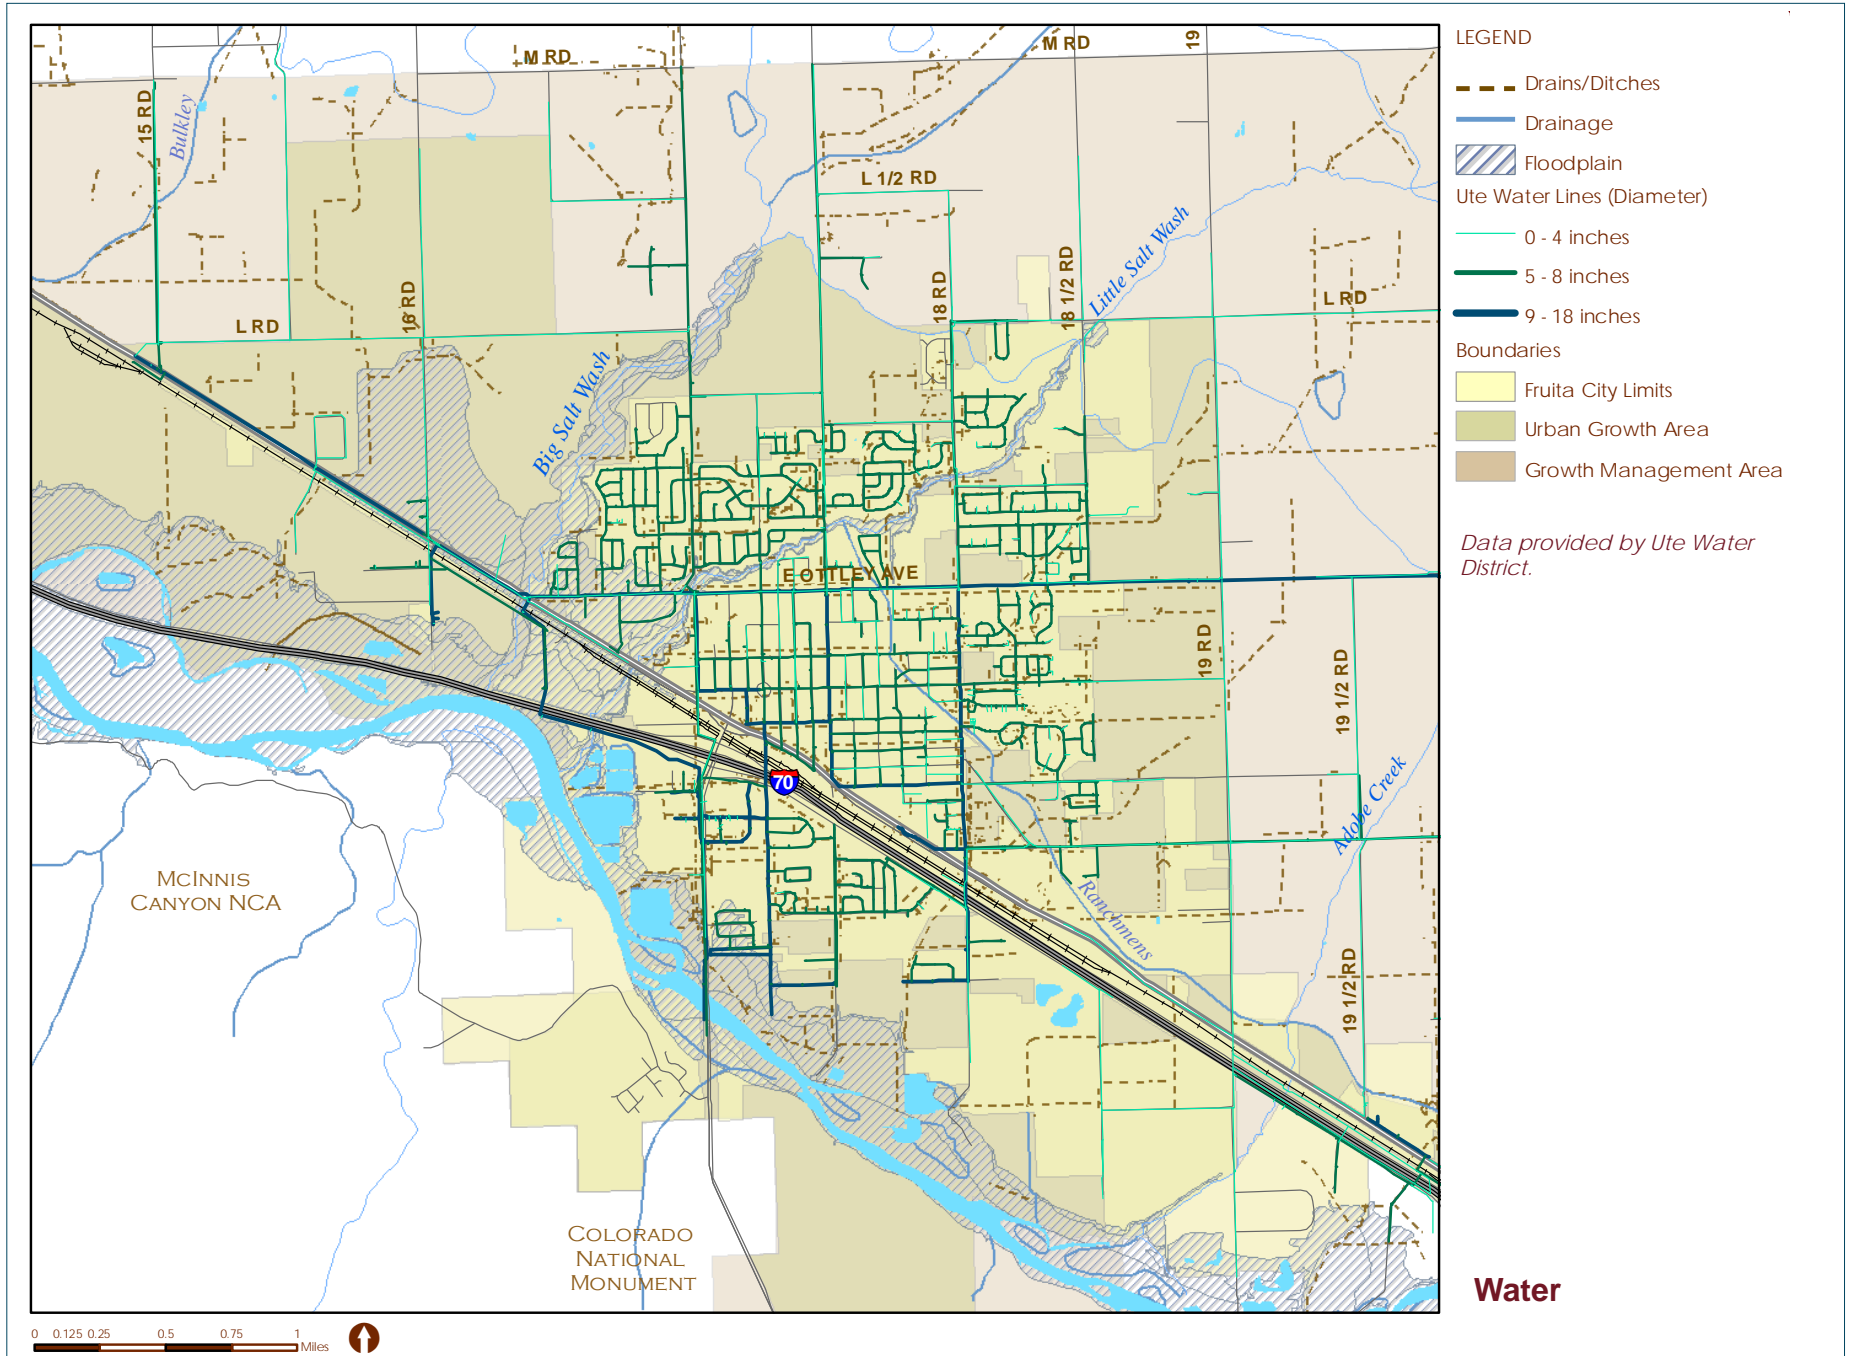 M RD
M RD
19
15 RD
Bulkley
L 1/2 RD
Little Salt Wash
18 RD
18 1/2 RD
L RD
16 RD
L RD
Big Salt Wash
E OTTLEY AVE
19 RD
19 1/2 RD
70
Adobe Creek
McInnis
Canyon NCA
Ranchmens
19 1/2 RD
Colorado
National
Monument
0 0.125 0.25 0.5 0.75 1
Miles
LEGEND
Drains/Ditches
Drainage
Floodplain
Ute Water Lines (Diameter)
0 - 4 inches
5 - 8 inches
9 - 18 inches
Boundaries
Fruita City Limits
Urban Growth Area
Growth Management Area
Data provided by Ute Water
District.
Water